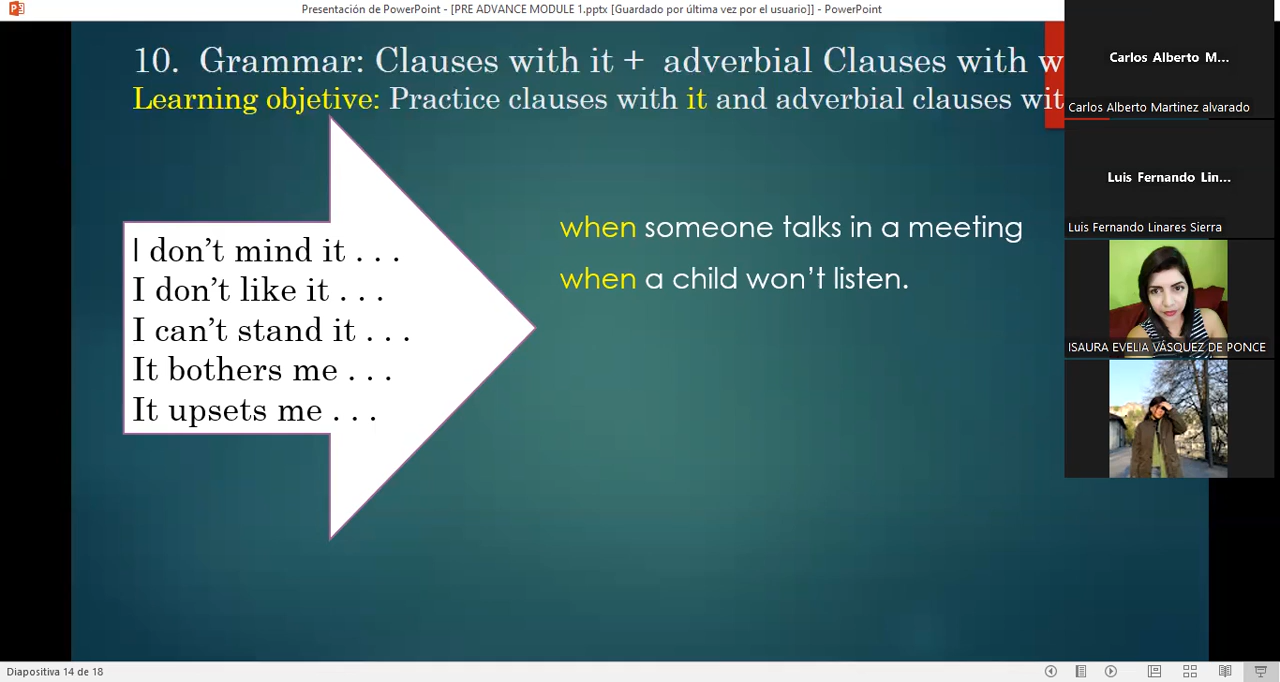 Presentación de PowerPoint - [PRE ADVANCE MODULE 1.pptx [Guardado por última vez por el usuario]] - PowerPoint
10. Grammar: Clauses with it + adverbial Clauses with w
Learning objetive: Practice clauses with it and adverbial clauses wit
I don't mind it . . .
I don't like it . . .
I can't stand it . . .
It bothers me . . .
It upsets me . . .
when someone talks in a meeting
when a child won't listen.
Carlos Alberto M...
Carlos Alberto Martinez alvarado
Luis Fernando Lin...
Luis Fernando Linares Sierra
ISAURA EVELIA VÁSQUEZ DE PONCE
Diapositiva 14 de 18